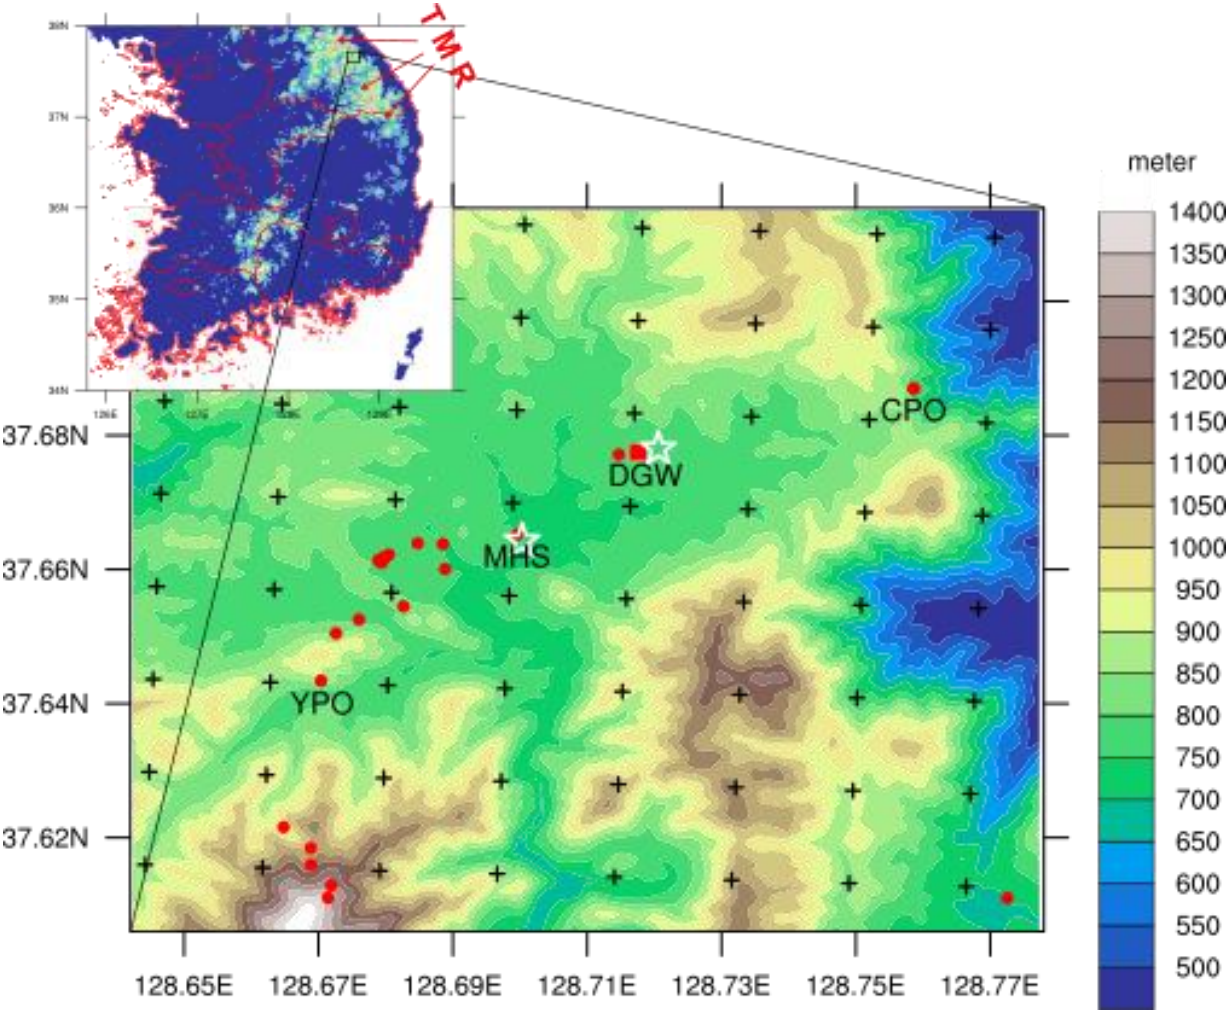 T M R
38N
37N
36N
35N
34N
126E 127E 128E 129E
meter
1400
1350
1300
1250
1200
1150
1100
1050
1000
950
900
850
800
750
700
650
600
550
500
CPO
37.68N
DGW
MHS
37.66N
YPO
37.64N
37.62N
128.65E 128.67E 128.69E 128.71E 128.73E 128.75E 128.77E